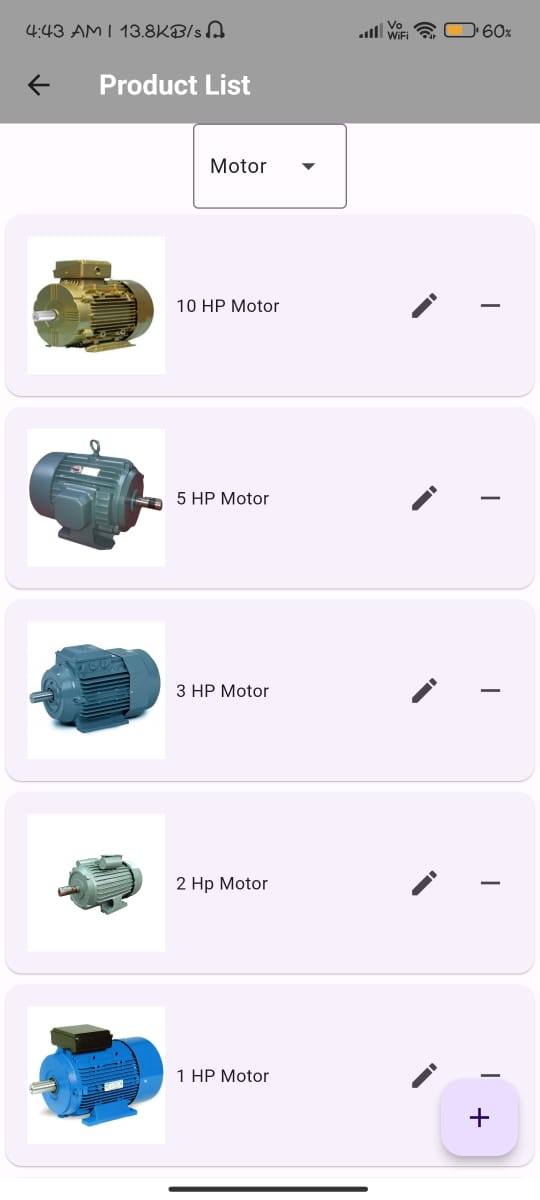 4:43 AM | 13.8KB/s Vo WiFi 60%
Product List
Motor
10 HP Motor
5 HP Motor
3 HP Motor
2 Hp Motor
1 HP Motor